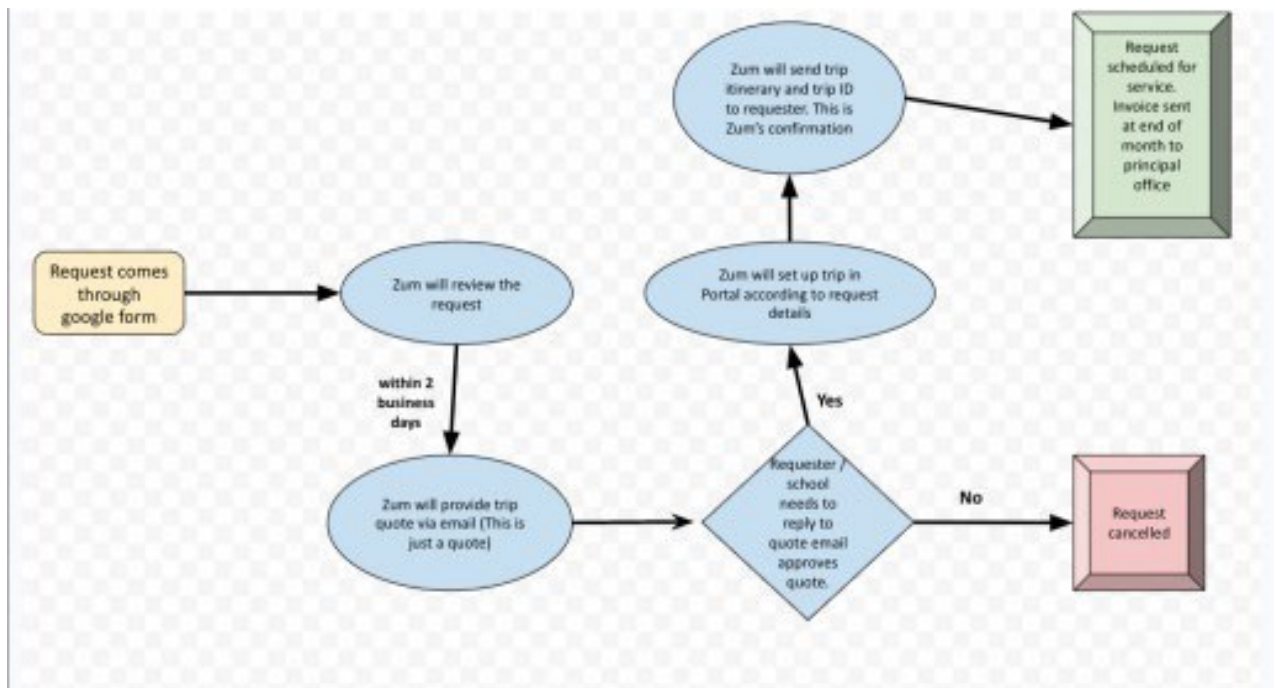 Request comes
through
google form
Zum will review the
request
within 2
business
days
Zum will provide trip
quote via email (This is
just a quote)
Requester /
school
needs to
reply to
quote email
approves
quote.
Yes
Zum will set up trip in
Portal according to request
details
Zum will send trip
itinerary and trip ID
to requester. This is
Zum's confirmation
Request
scheduled for
service.
Invoice sent
at end of
month to
principal
office
No
Request
cancelled